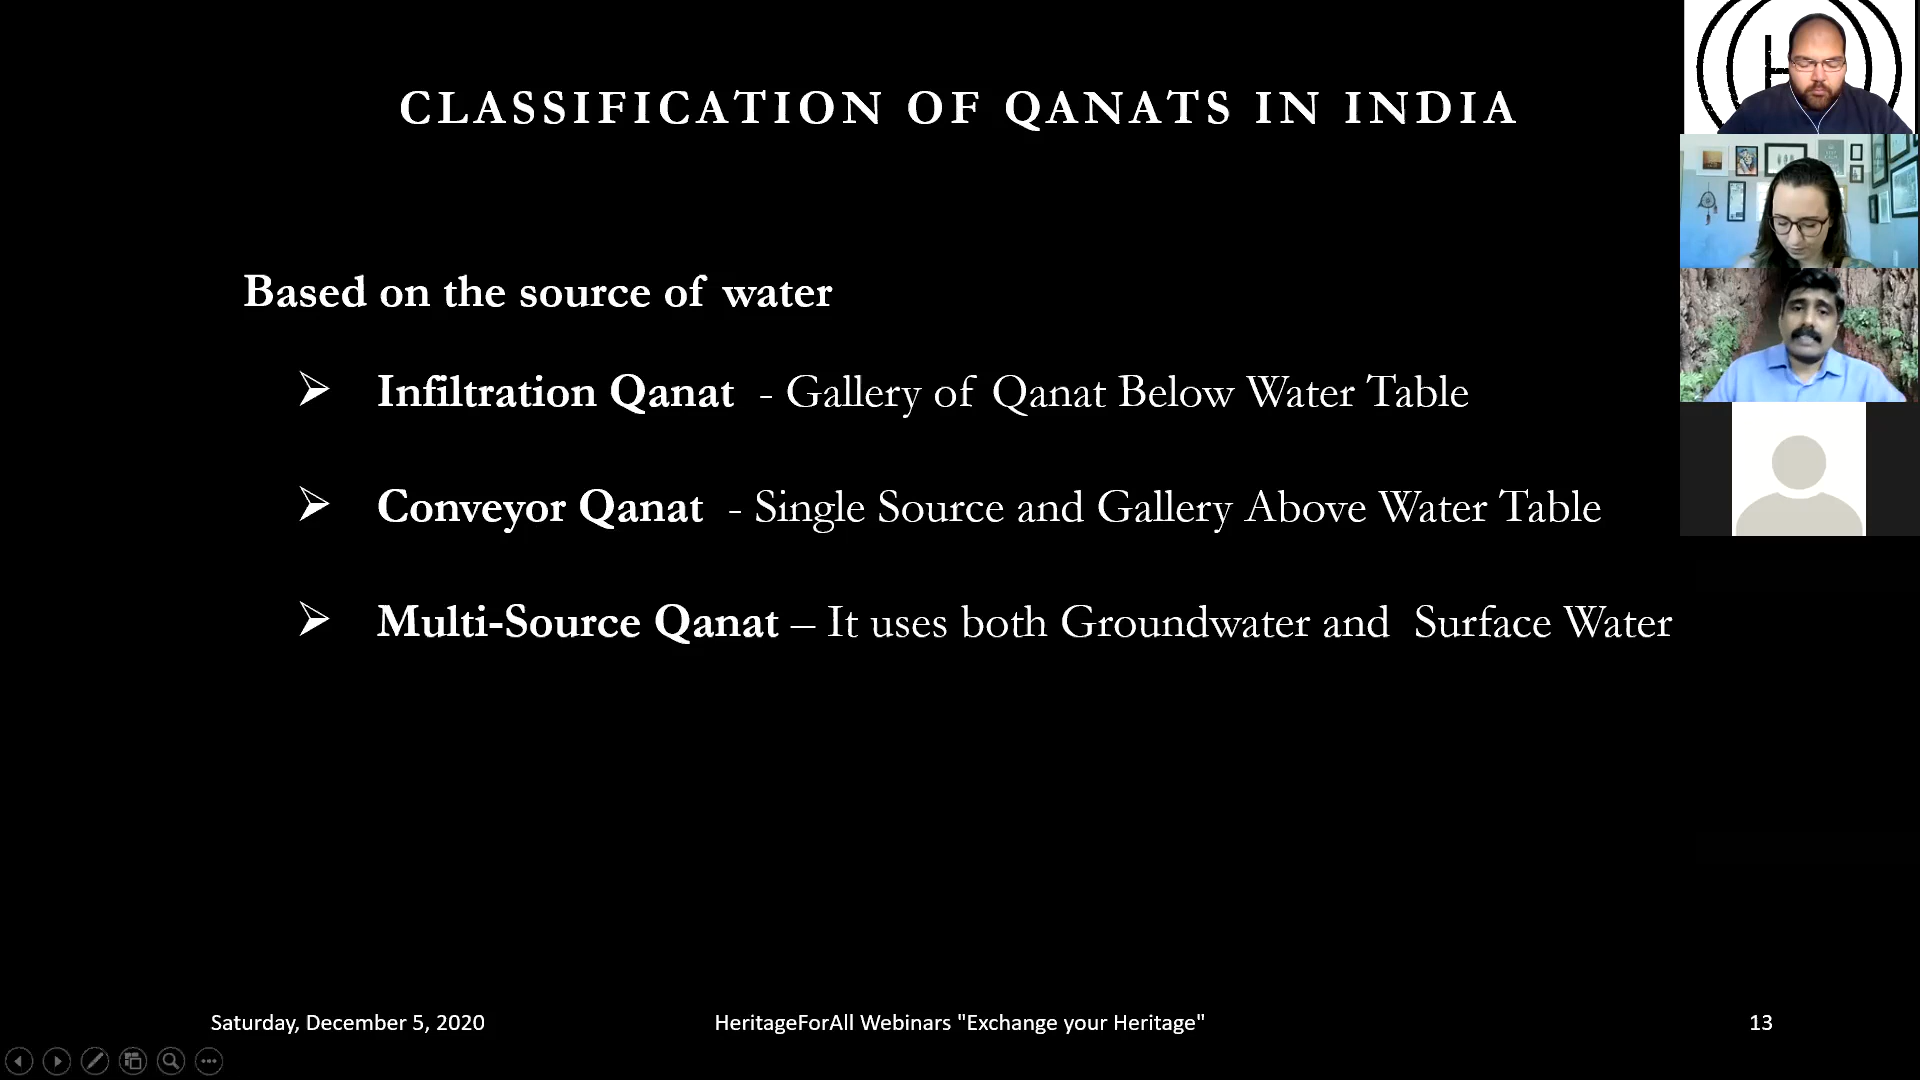 CLASSIFICATION OF QANATS IN INDIA
Based on the source of water
Infiltration Qanat - Gallery of Qanat Below Water Table
Conveyor Qanat - Single Source and Gallery Above Water Table
Multi-Source Qanat – It uses both Groundwater and Surface Water
Saturday, December 5, 2020
HeritageForAll Webinars "Exchange your Heritage"
13